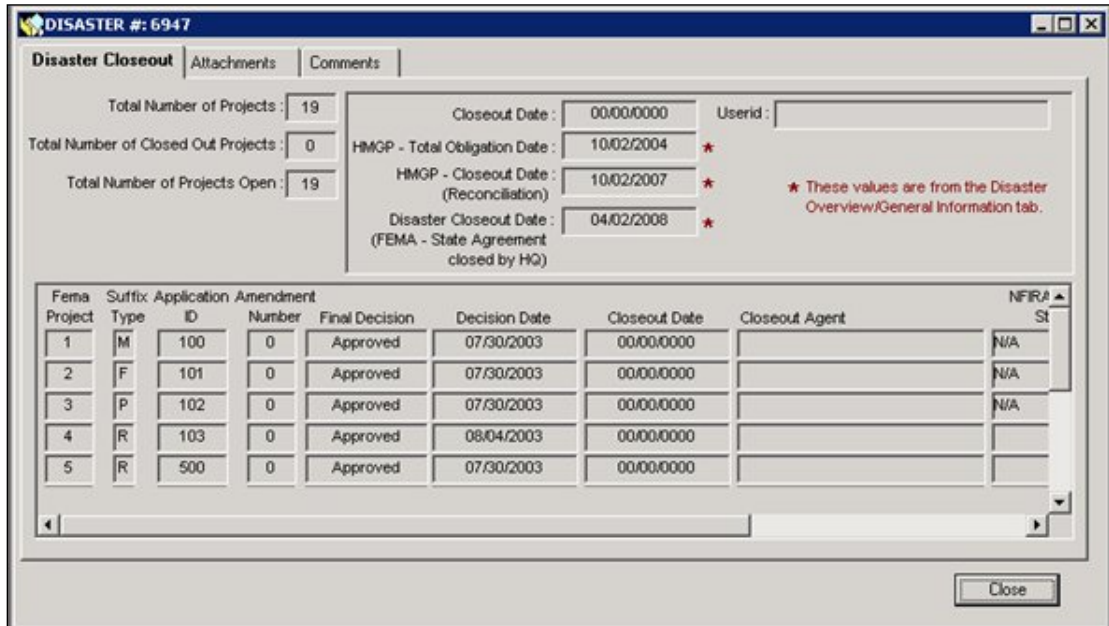 DISASTER #: 6947
Disaster Closeout Attachments Comments
Total Number of Projects : 19
Total Number of Closed Out Projects : 0
Total Number of Projects Open : 19
Closeout Date : 00/00/0000 Userid :
HMGP - Total Obligation Date : 10/02/2004 *
HMGP - Closeout Date : 10/02/2007 *
(Reconciliation)
Disaster Closeout Date : 04/02/2008 *
(FEMA - State Agreement
closed by HQ)
* These values are from the Disaster
Overview/General Information tab.
Fema Suffix Application Amendment NFIRA
Project Type ID Number Final Decision Decision Date Closeout Date Closeout Agent St
1 M 100 0 Approved 07/30/2003 00/00/0000 N/A
2 F 101 0 Approved 07/30/2003 00/00/0000 N/A
3 P 102 0 Approved 07/30/2003 00/00/0000 N/A
4 R 103 0 Approved 08/04/2003 00/00/0000
5 R 500 0 Approved 07/30/2003 00/00/0000
Close